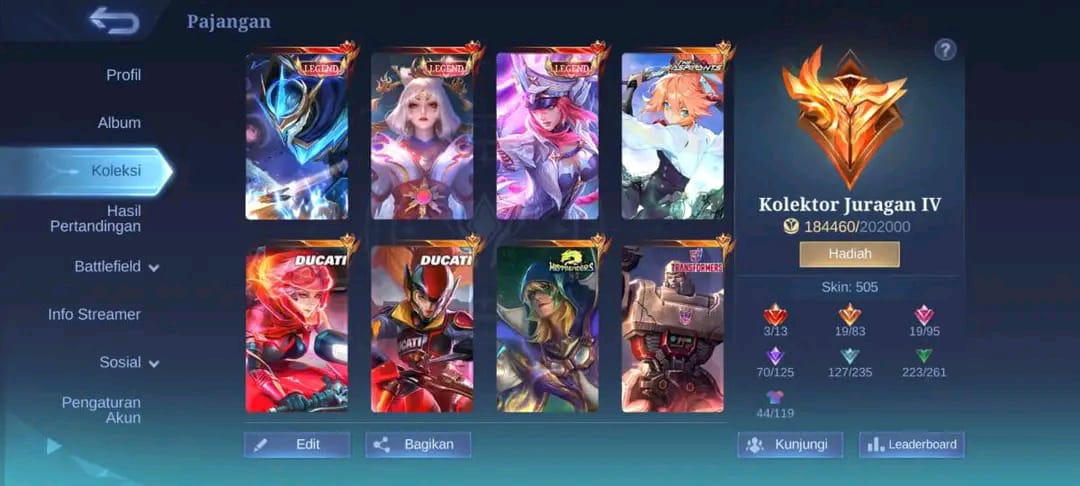 Pajangan
Profil
Album
Koleksi
Hasil
Pertandingan
Battlefield
Info Streamer
Sosial
Pengaturan
Akun
LEGEND
LEGEND
LEGEND
DUCATI
DUCATI
DUCATI
TRANSFORMERS
Edit
Bagikan
?
Kolektor Juragan IV
184460/202000
Hadiah
Skin: 505
3/13
19/83
19/95
70/125
127/235
223/261
44/119
Kunjungi
Leaderboard